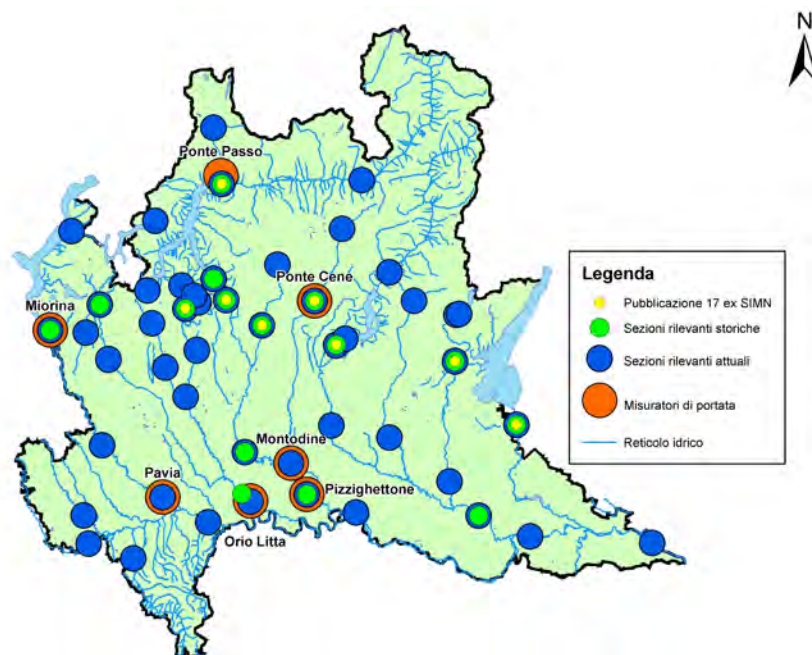 N
Ponte Passo
Ponte Cene
Miorina
Montodine
Pavia
Pizzighettone
Orio Litta
Legenda
Pubblicazione 17 ex SIMN
Sezioni rilevanti storiche
Sezioni rilevanti attuali
Misuratori di portata
Reticolo idrico